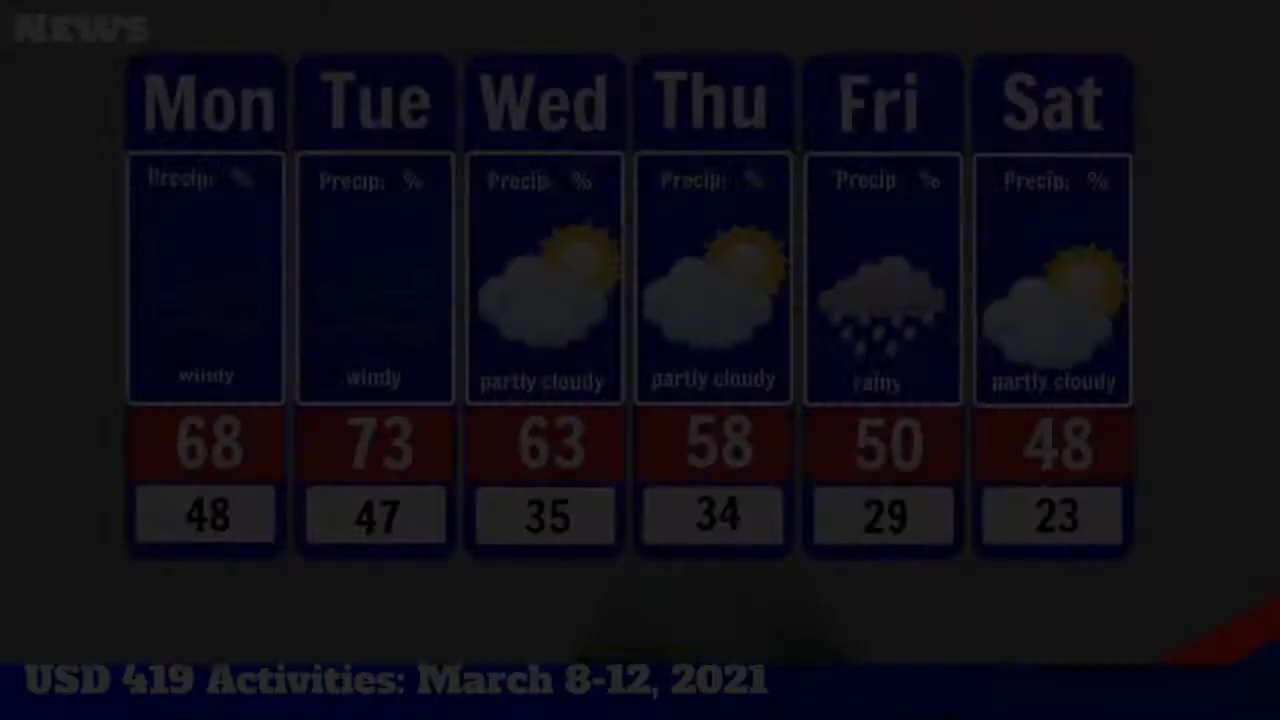 News
Mon Tue Wed Thu Fri Sat
Precip: % Precip: % Precip: % Precip: % Precip: % Precip: %
windy windy partly cloudy partly cloudy rainy partly cloudy
68 73 63 58 50 48
48 47 35 34 29 23
USD 419 Activities: March 8-12, 2021